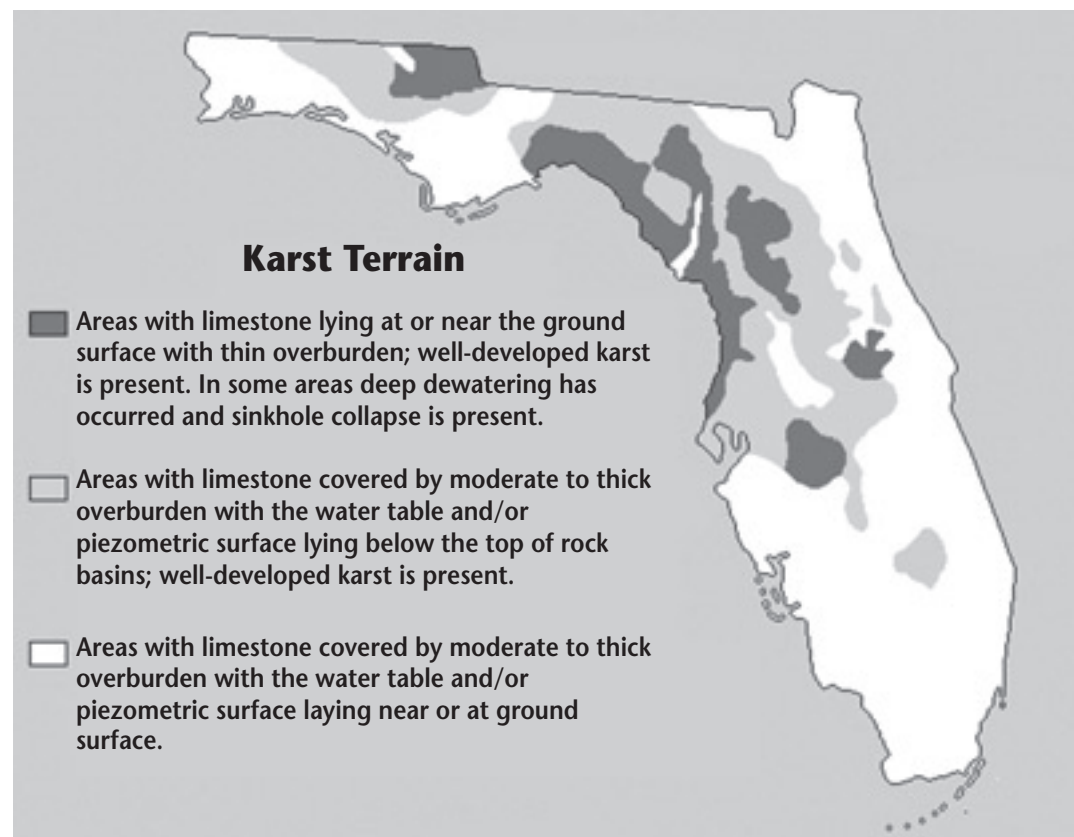 Karst Terrain
Areas with limestone lying at or near the ground
surface with thin overburden; well-developed karst
is present. In some areas deep dewatering has
occurred and sinkhole collapse is present.
Areas with limestone covered by moderate to thick
overburden with the water table and/or
piezometric surface lying below the top of rock
basins; well-developed karst is present.
Areas with limestone covered by moderate to thick
overburden with the water table and/or
piezometric surface laying near or at ground
surface.